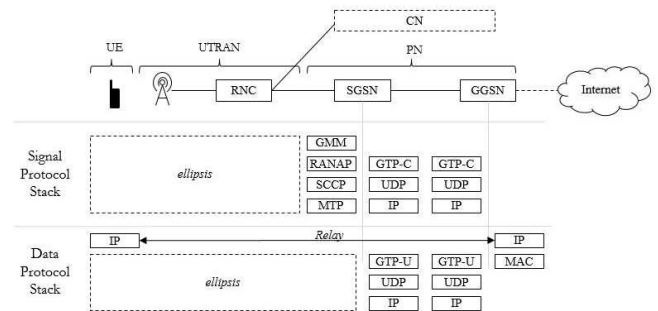 CN
UE UTRAN PN
RNC SGSN GGSN Internet
Signal
Protocol
Stack
ellipsis
GMM
RANAP GTP-C GTP-C
SCCP UDP UDP
MTP IP IP
Data
Protocol
Stack
IP Relay IP
ellipsis
GTP-U GTP-U MAC
UDP UDP
IP IP